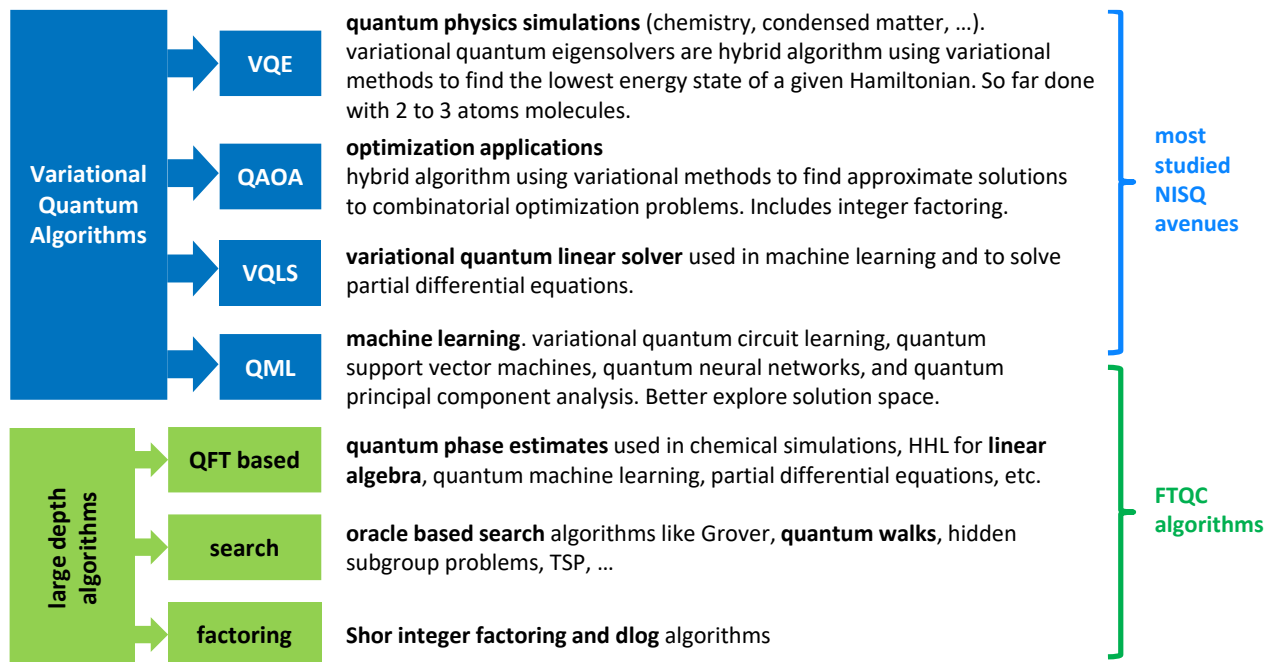 Variational
Quantum
Algorithms
VQE
quantum physics simulations (chemistry, condensed matter, …).
variational quantum eigensolvers are hybrid algorithm using variational
methods to find the lowest energy state of a given Hamiltonian. So far done
with 2 to 3 atoms molecules.
QAOA
optimization applications
hybrid algorithm using variational methods to find approximate solutions
to combinatorial optimization problems. Includes integer factoring.
VQLS
variational quantum linear solver used in machine learning and to solve
partial differential equations.
QML
machine learning. variational quantum circuit learning, quantum
support vector machines, quantum neural networks, and quantum
principal component analysis. Better explore solution space.
most
studied
NISQ
avenues
large depth
algorithms
QFT based
quantum phase estimates used in chemical simulations, HHL for linear
algebra, quantum machine learning, partial differential equations, etc.
search
oracle based search algorithms like Grover, quantum walks, hidden
subgroup problems, TSP, …
factoring
Shor integer factoring and dlog algorithms
FTQC
algorithms